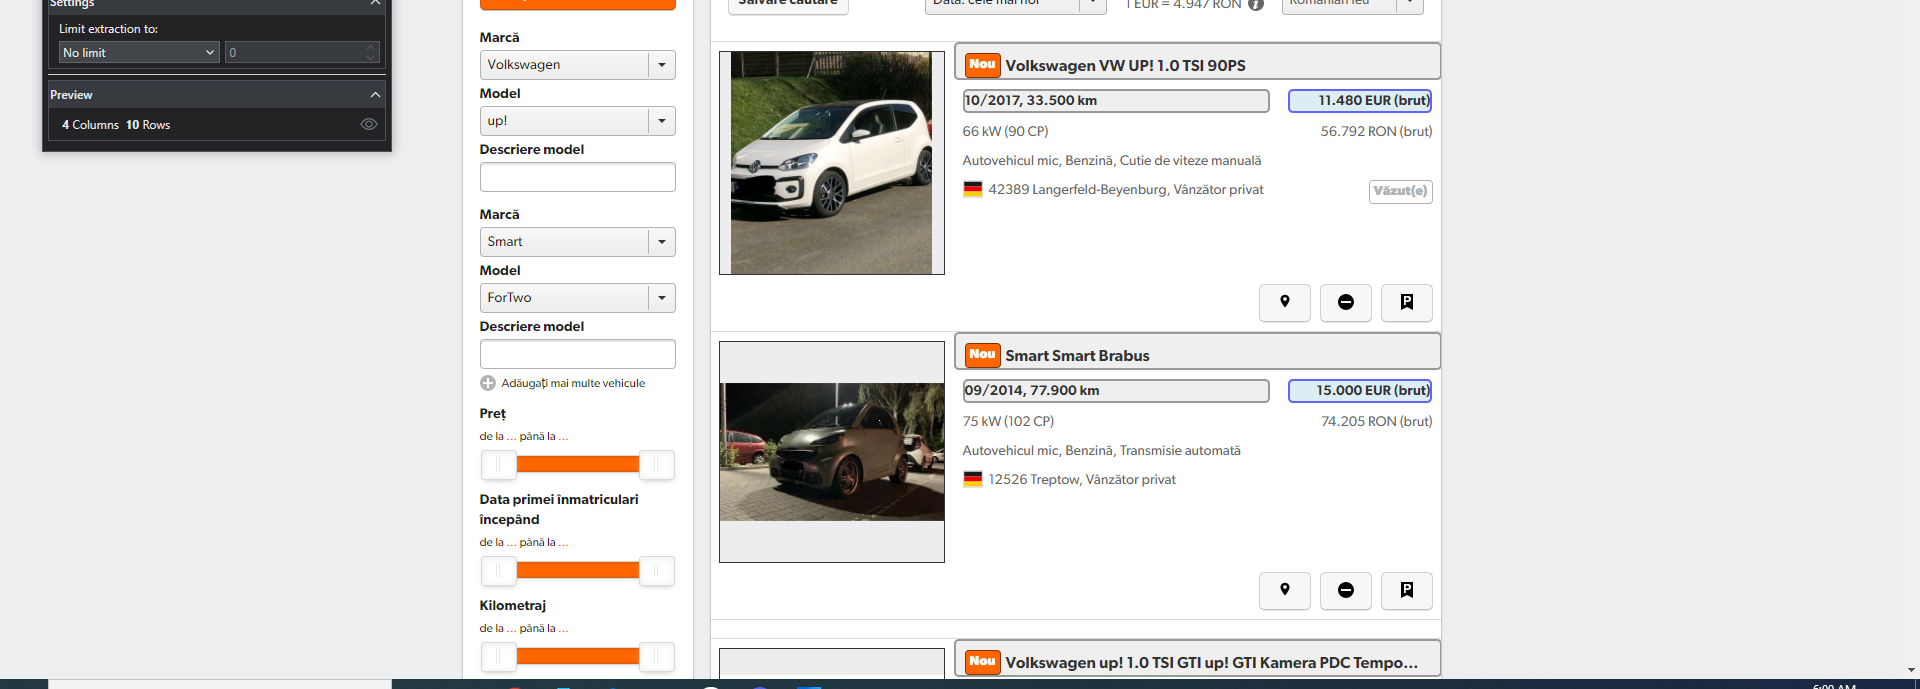 Settings
Limit extraction to:
No limit
0
Preview
4 Columns 10 Rows
Marcă
Volkswagen
Model
up!
Descriere model
Marcă
Smart
Model
ForTwo
Descriere model
Adăugați mai multe vehicule
Preț
de la ... până la ...
Data primei înmatriculari
începând
de la ... până la ...
Kilometraj
de la ... până la ...
Salvare căutare
Data: cele mai noi
1 EUR = 4.947 RON
Romanian leu
Nou Volkswagen VW UP! 1.0 TSI 90PS
10/2017, 33.500 km
11.480 EUR (brut)
66 kW (90 CP)
56.792 RON (brut)
Autovehicul mic, Benzină, Cutie de viteze manuală
42389 Langerfeld-Beyenburg, Vânzător privat
Văzut(e)
Nou Smart Smart Brabus
09/2014, 77.900 km
15.000 EUR (brut)
75 kW (102 CP)
74.205 RON (brut)
Autovehicul mic, Benzină, Transmisie automată
12526 Treptow, Vânzător privat
Nou Volkswagen up! 1.0 TSI GTI up! GTI Kamera PDC Tempo...
6:00 AM